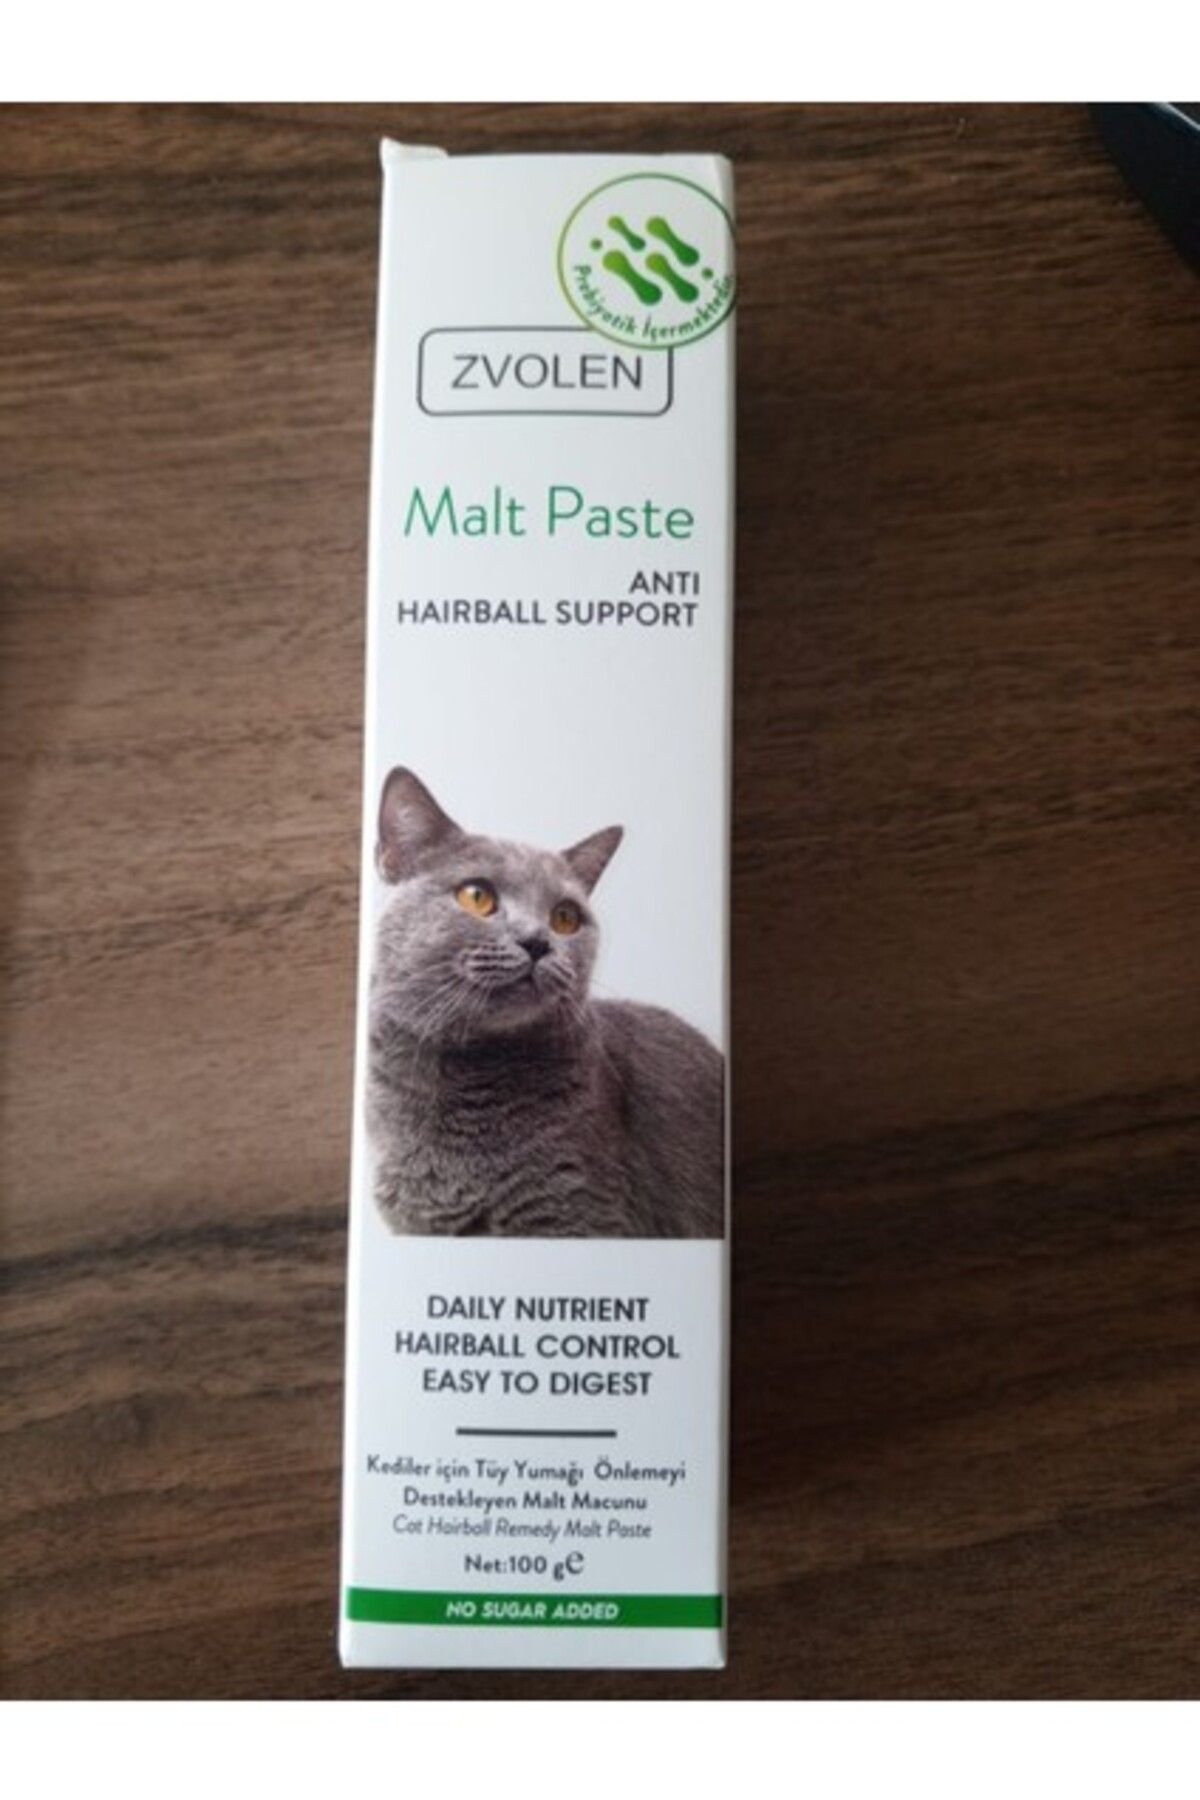 Prebiyotik İçermektedir
ZVOLEN
Malt Paste
ANTI
HAIRBALL SUPPORT
DAILY NUTRIENT
HAIRBALL CONTROL
EASY TO DIGEST
Kediler için Tüy Yumağı Önlemeyi
Destekleyen Malt Macunu
Cat Hairball Remedy Malt Paste
Net:100 g℮
NO SUGAR ADDED